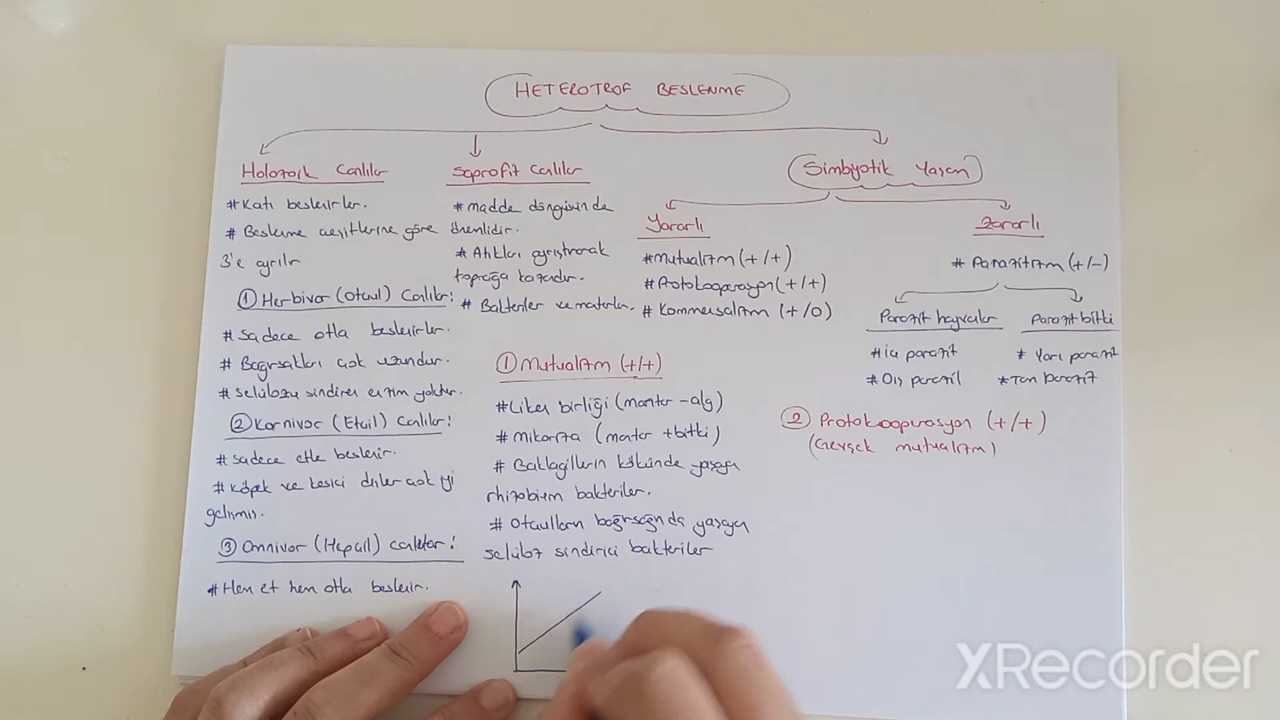 HETEROTROF BESLENME
Holozoik Canlılar
# Katı beslenirler.
# Beslenme çeşitlerine göre
3'e ayrılır
① Herbivor (Otçul) Canlılar:
# Sadece otla beslenirler.
# Bağırsakları çok uzundur.
# Selülozu sindiren enzim yoktur.
② Karnivor (Etçil) Canlılar:
# Sadece etle beslenir.
# Köpek ve kesici dişler çok iyi
gelişmiş.
③ Omnivor (Hepçil) canlılar:
# Hem et hem otla beslenir.
Saprofit Canlılar
# madde döngüsünde
önemlidir.
# Atıkları ayrıştırarak
toprağa kazandır.
# Bakteriler ve mantarlar.
Simbiyotik Yaşam
Yararlı
# Mutualizm (+/+)
# Protokooperasyon (+/+)
# Kommensalizm (+/0)
Zararlı
# Parazitizm (+/-)
Parazit hayvanlar
# iç parazit
# Dış parazit
Parazit bitki
* Yarı parazit
* Tam parazit
① Mutualizm (+/+)
# Liken birliği (mantar - alg)
# mikoriza (mantar + bitki)
# Baklagillerin kökünde yaşayan
rhizobium bakteriler.
# Otçulların bağırsağında yaşayan
selüloz sindirici bakteriler
② Protokooperasyon (+/+)
(Gevşek mutualizm)
XRecorder